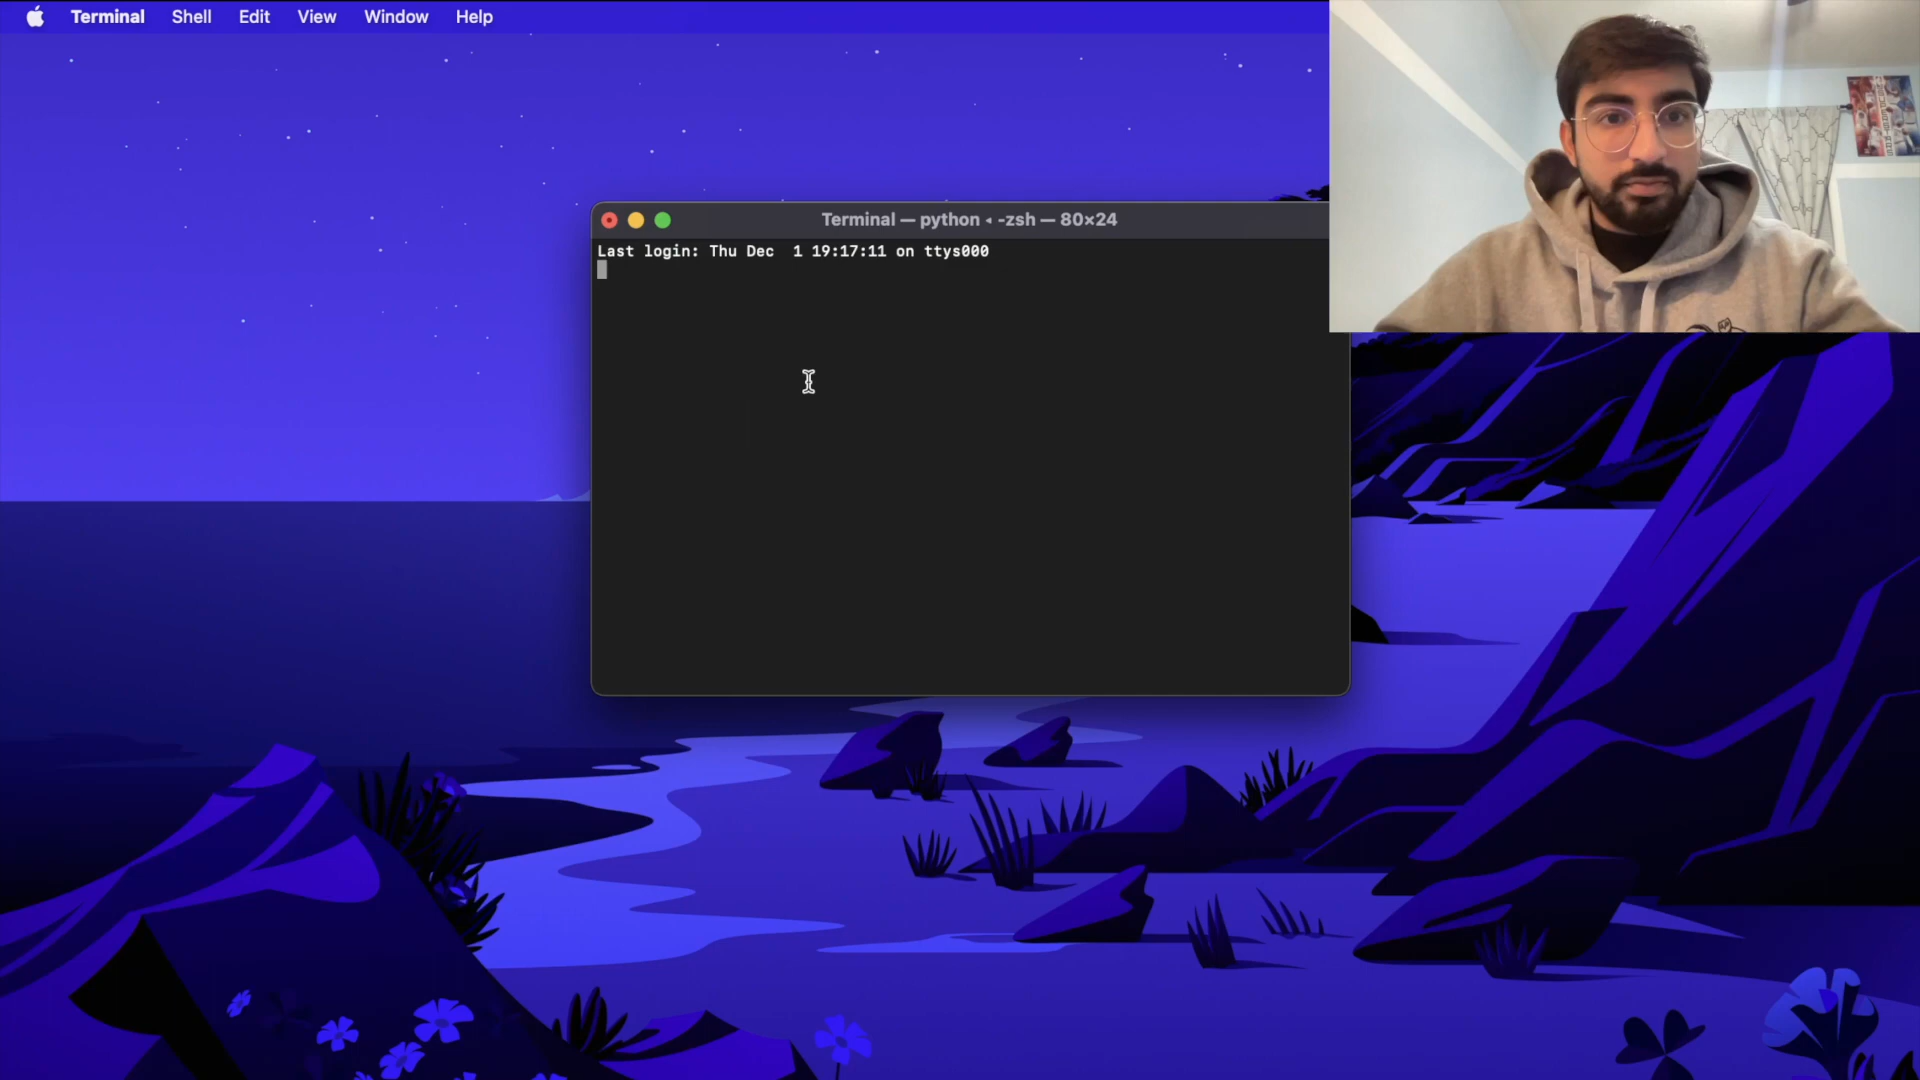 Terminal Shell Edit View Window Help
Terminal — python ◂ -zsh — 80×24
Last login: Thu Dec  1 19:17:11 on ttys000